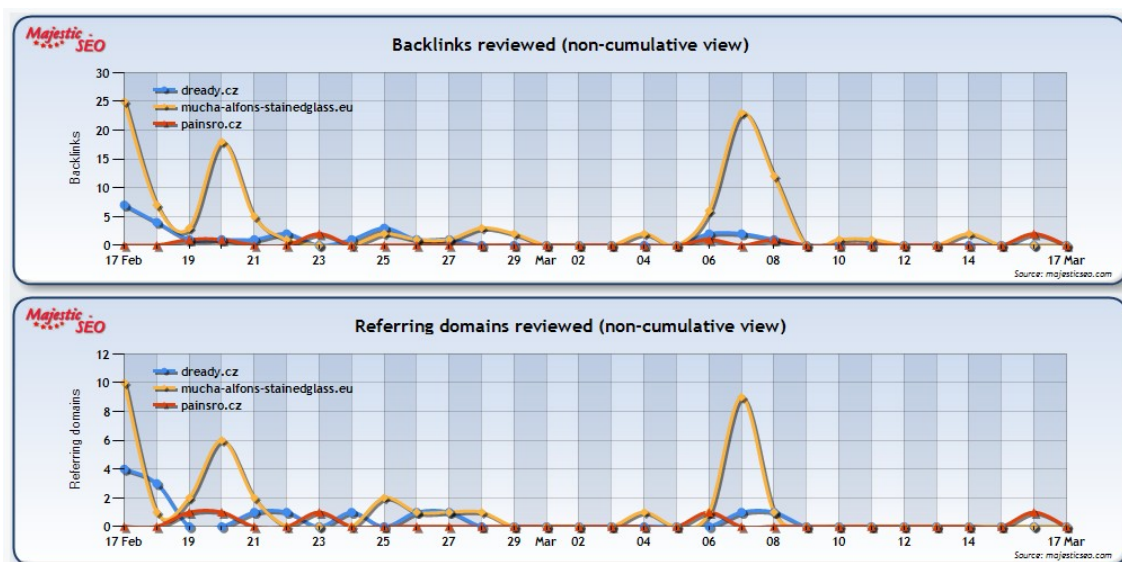 Majestic
SEO
Backlinks reviewed (non-cumulative view)
30
25
20
15
10
5
0
Backlinks
dready.cz
mucha-alfons-stainedglass.eu
painsro.cz
17 Feb 19 21 23 25 27 29 Mar 02 04 06 08 10 12 14 17 Mar
Source: majesticseo.com
Majestic
SEO
Referring domains reviewed (non-cumulative view)
12
10
8
6
4
2
0
Referring domains
dready.cz
mucha-alfons-stainedglass.eu
painsro.cz
17 Feb 19 21 23 25 27 29 Mar 02 04 06 08 10 12 14 17 Mar
Source: majesticseo.com